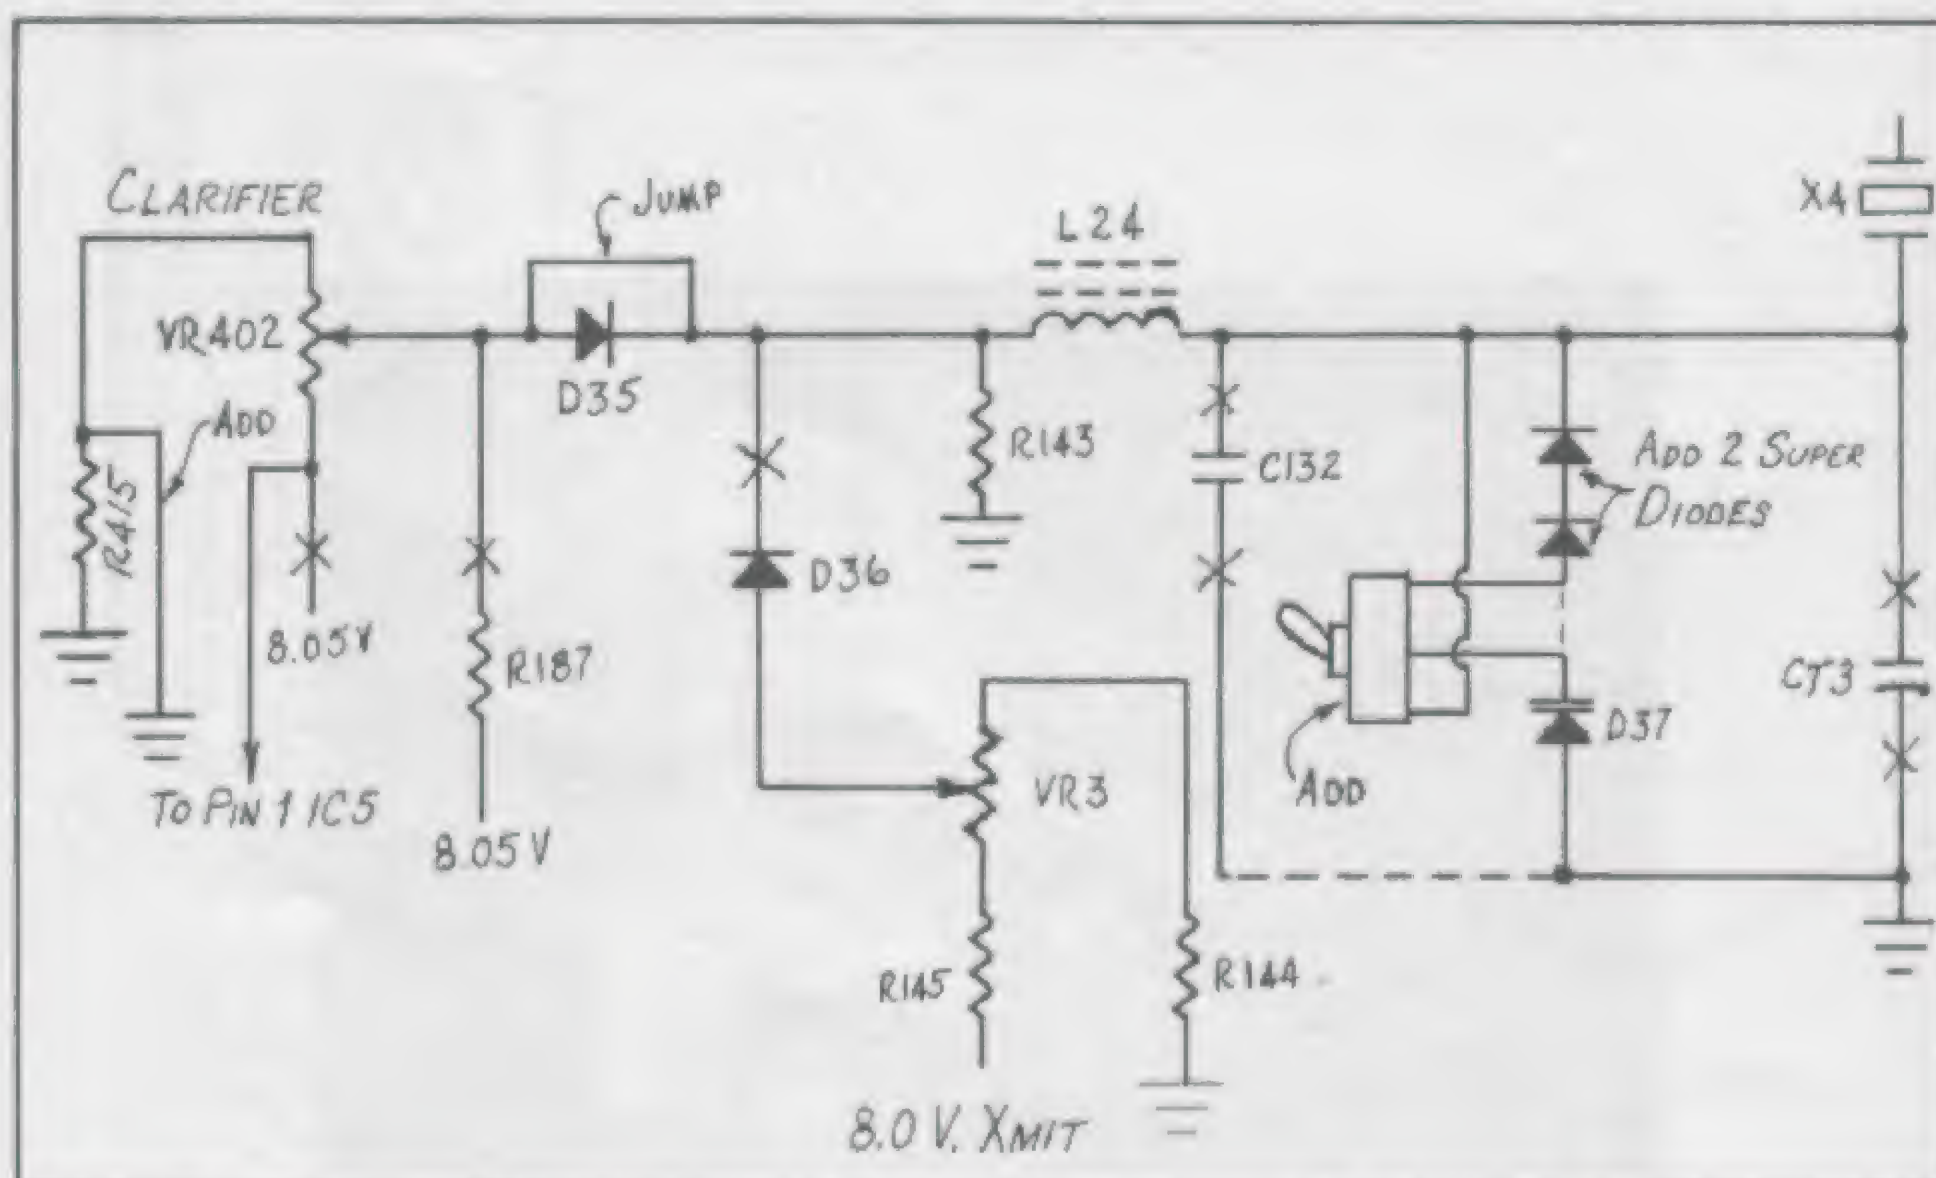 CLARIFIER
JUMP
L24
X4
VR402
D35
ADD
R143
C132
ADD 2 SUPER
DIODES
R415
D36
8.05V
R187
CT3
D37
TO PIN 1 IC5
VR3
ADD
8.05V
R145
R144
8.0 V. XMIT